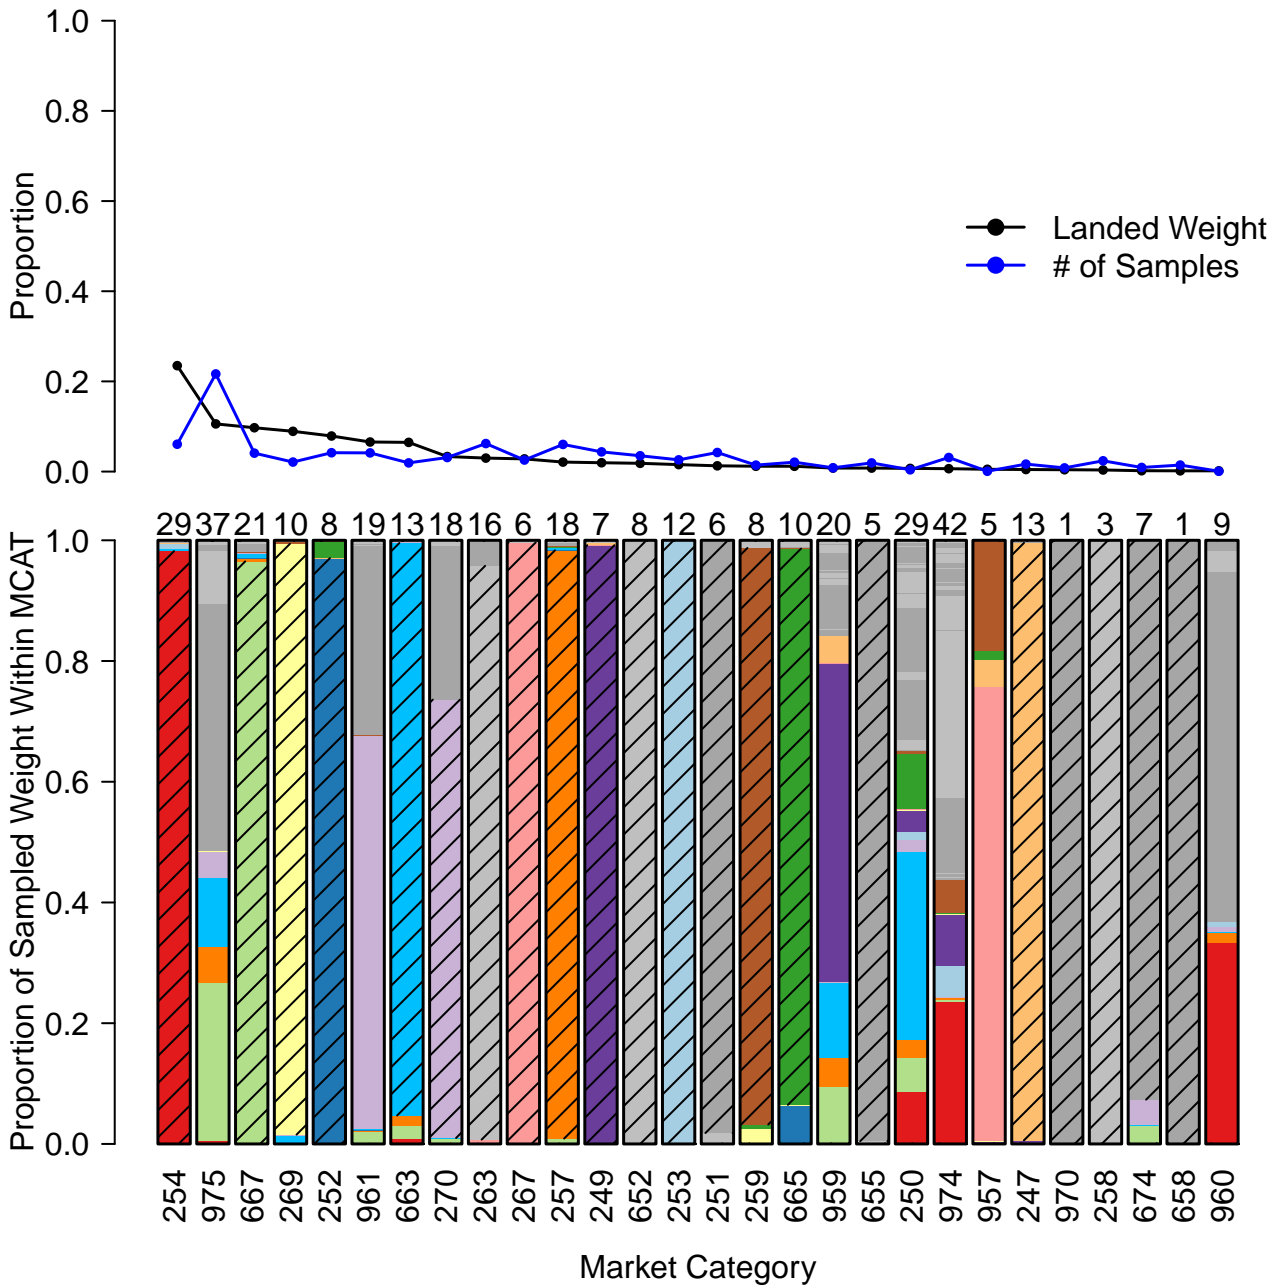 1.0
0.8
0.6
0.4
0.2
0.0
Proportion
Landed Weight
# of Samples
29 37 21 10 8 19 13 18 16 6 18 7 8 12 6 8 10 20 5 29 42 5 13 1 3 7 1 9
1.0
0.8
0.6
0.4
0.2
0.0
Proportion of Sampled Weight Within MCAT
254 975 667 269 252 961 663 270 263 267 257 249 652 253 251 259 665 959 655 250 974 957 247 970 258 674 658 960
Market Category